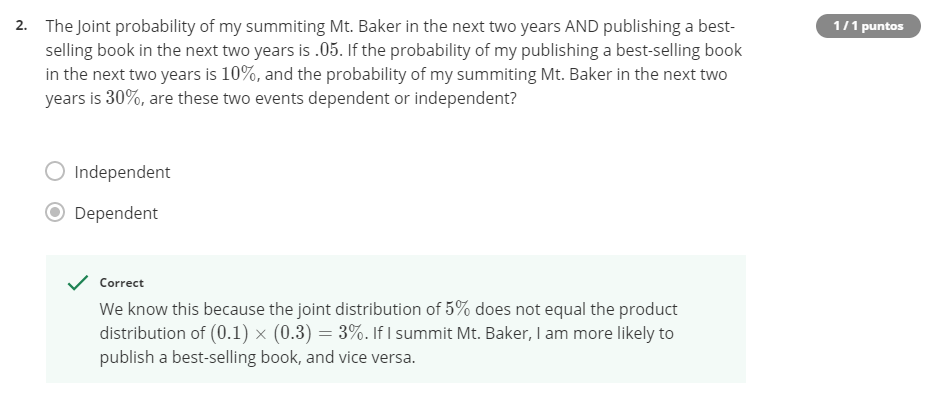 2. The Joint probability of my summiting Mt. Baker in the next two years AND publishing a best-
1 / 1 puntos
selling book in the next two years is .05. If the probability of my publishing a best-selling book
in the next two years is 10%, and the probability of my summiting Mt. Baker in the next two
years is 30%, are these two events dependent or independent?
Independent
Dependent
Correct
We know this because the joint distribution of 5% does not equal the product
distribution of (0.1) × (0.3) = 3%. If I summit Mt. Baker, I am more likely to
publish a best-selling book, and vice versa.